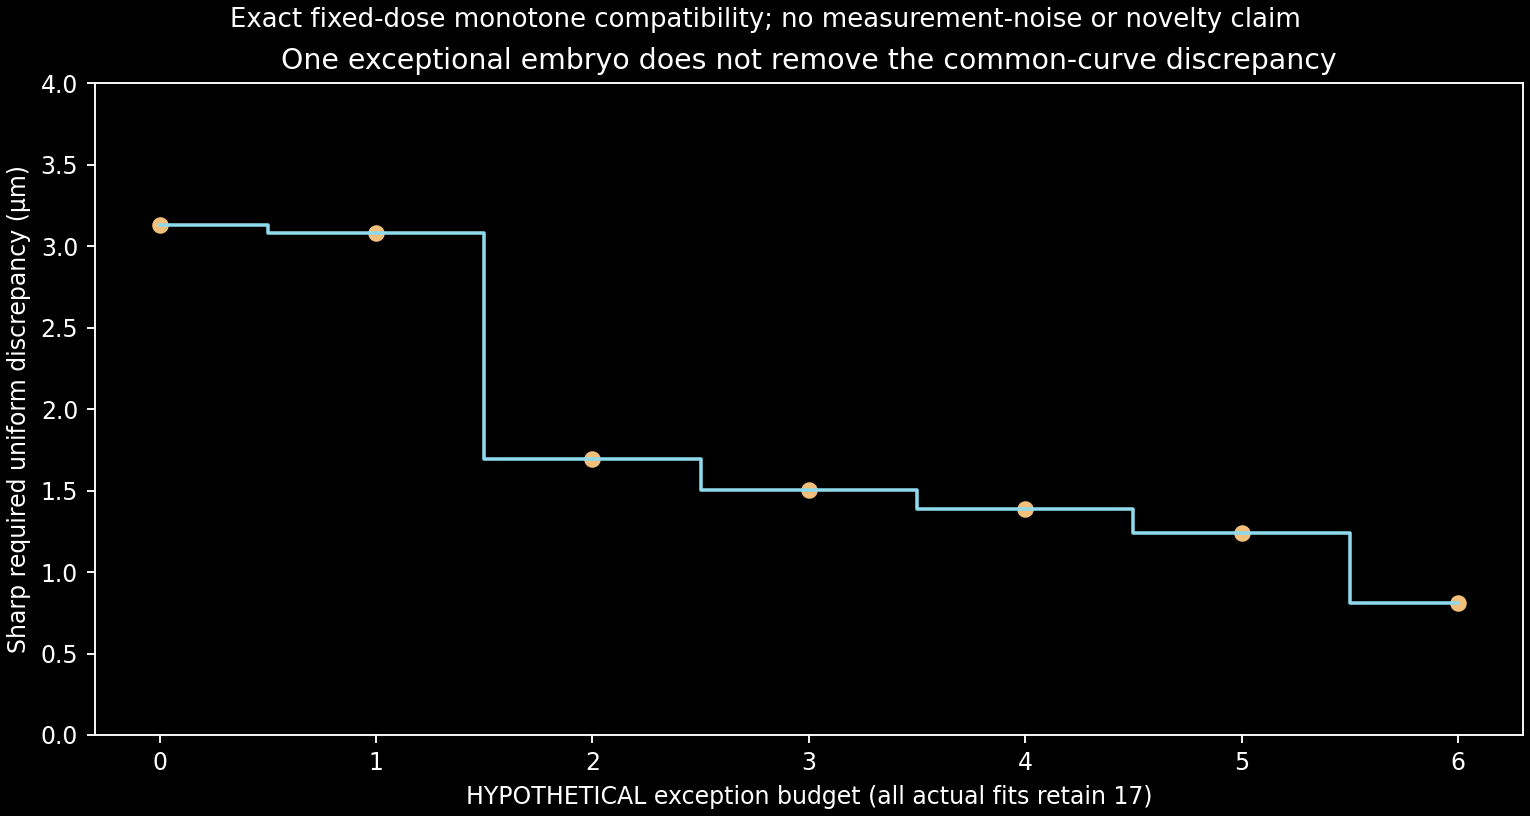 Exact fixed-dose monotone compatibility; no measurement-noise or novelty claim
One exceptional embryo does not remove the common-curve discrepancy
Sharp required uniform discrepancy (µm)
4.0
3.5
3.0
2.5
2.0
1.5
1.0
0.5
0.0
0 1 2 3 4 5 6
HYPOTHETICAL exception budget (all actual fits retain 17)